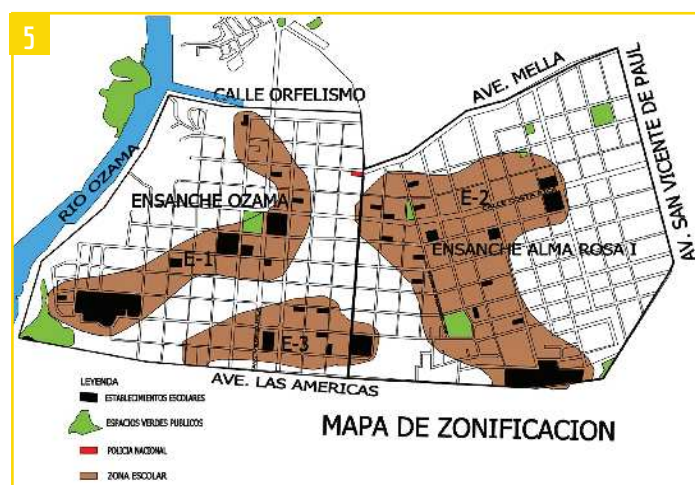 5
CALLE ORFELISMO
AVE. MELLA
AV. SAN VICENTE DE PAUL
RIO OZAMA
ENSANCHE OZAMA
E-1
E-2
ENSANCHE ALMA ROSA I
E-1
E-3
AVE. LAS AMERICAS
LEYENDA
ESTABLECIMIENTOS ESCOLARES
ESPACIOS VERDES PUBLICOS
POLICIA NACIONAL
ZONA ESCOLAR
MAPA DE ZONIFICACION